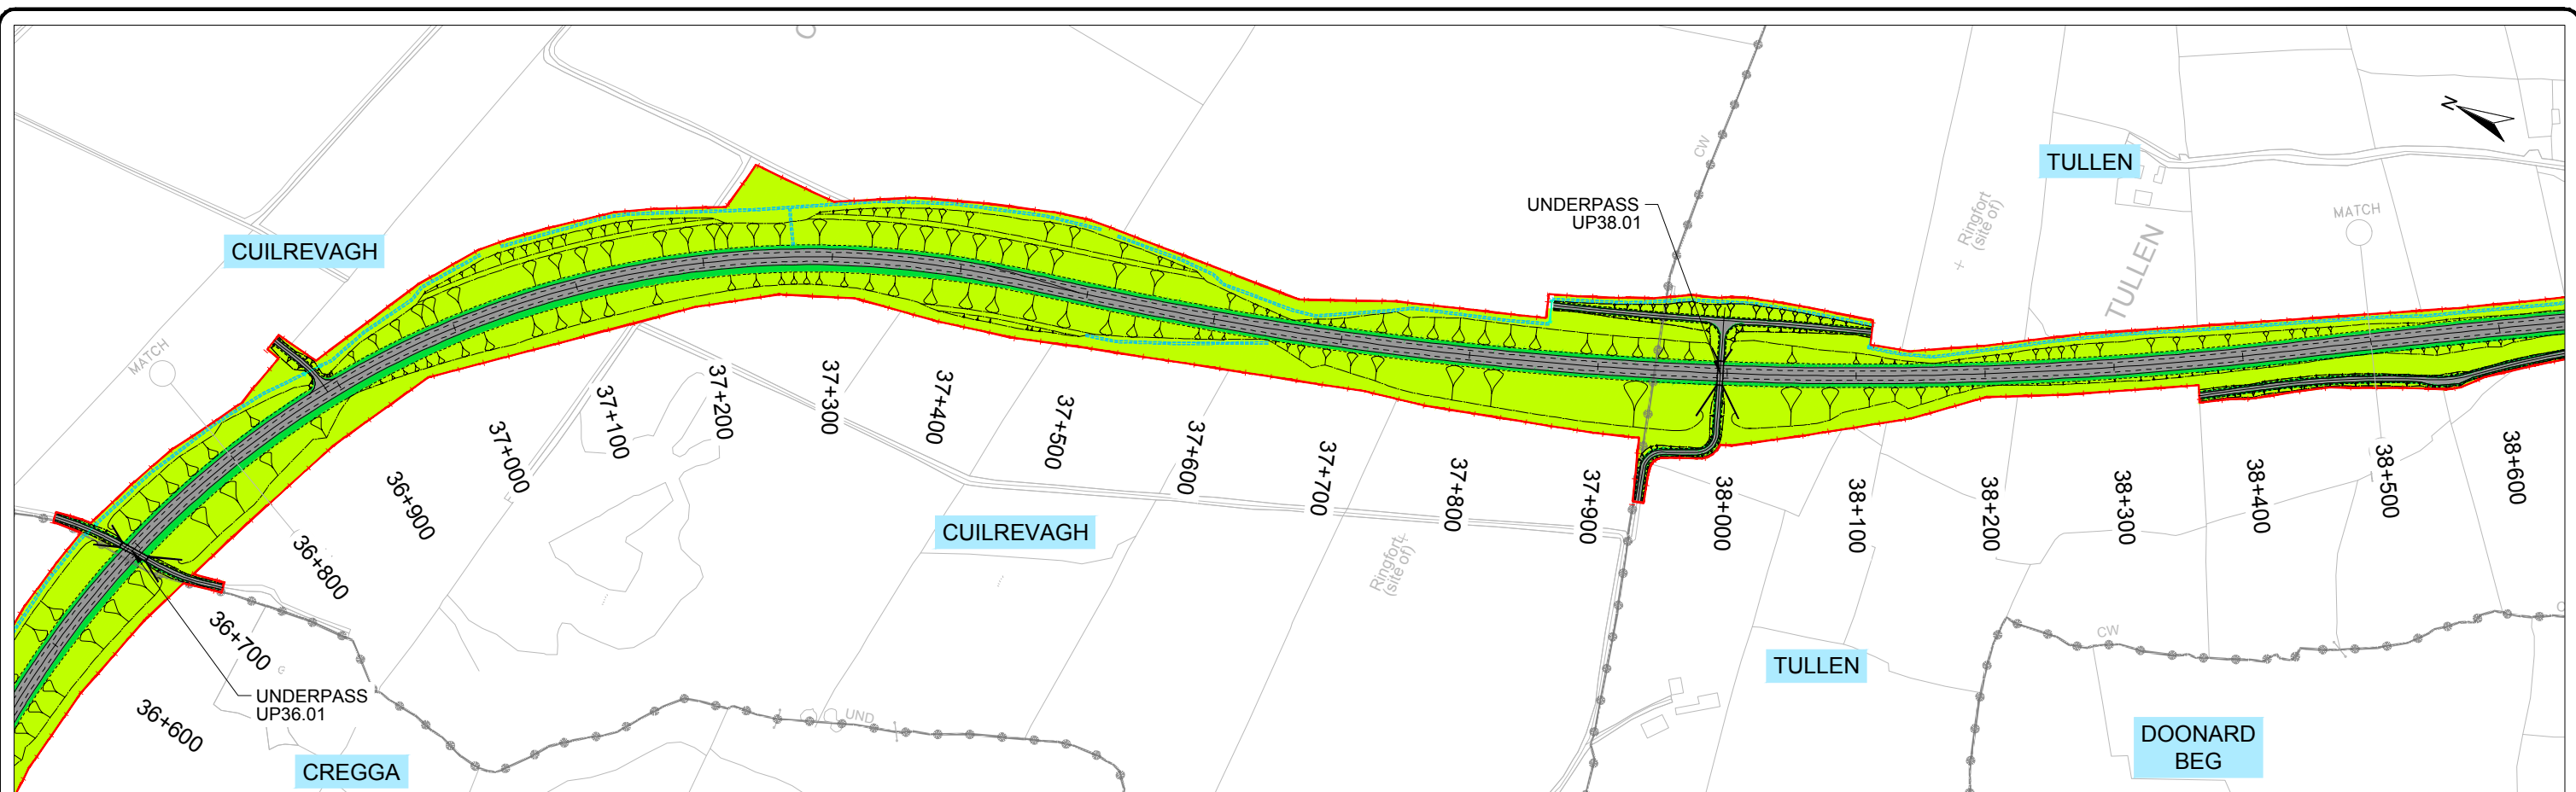 CUILREVAGH
MATCH
UNDERPASS
UP38.01
CW
Ringfort
(site of)
TULLEN
TULLEN
MATCH
N
36+600
36+700
36+800
36+900
37+000
37+100
37+200
37+300
37+400
37+500
37+600
37+700
37+800
37+900
38+000
38+100
38+200
38+300
38+400
38+500
38+600
CUILREVAGH
Ringfort
(site of)
UNDERPASS
UP36.01
CREGGA
UND
TULLEN
CW
DOONARD
BEG